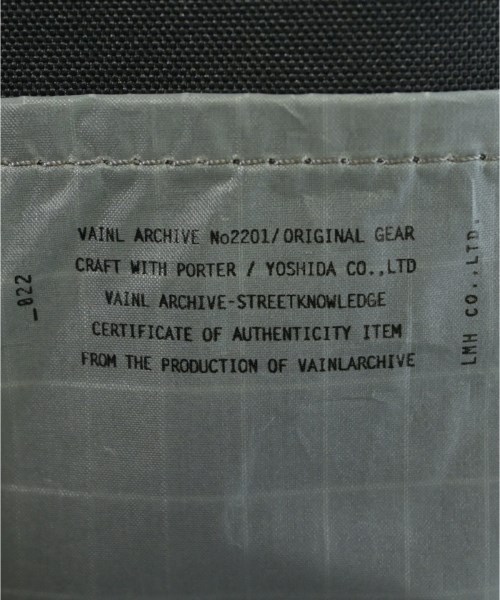 VAINL ARCHIVE No2201/ORIGINAL GEAR
CRAFT WITH PORTER / YOSHIDA CO.,LTD
VAINL ARCHIVE-STREETKNOWLEDGE
CERTIFICATE OF AUTHENTICITY ITEM
FROM THE PRODUCTION OF VAINLARCHIVE
_022
LMH CO.,LTD.